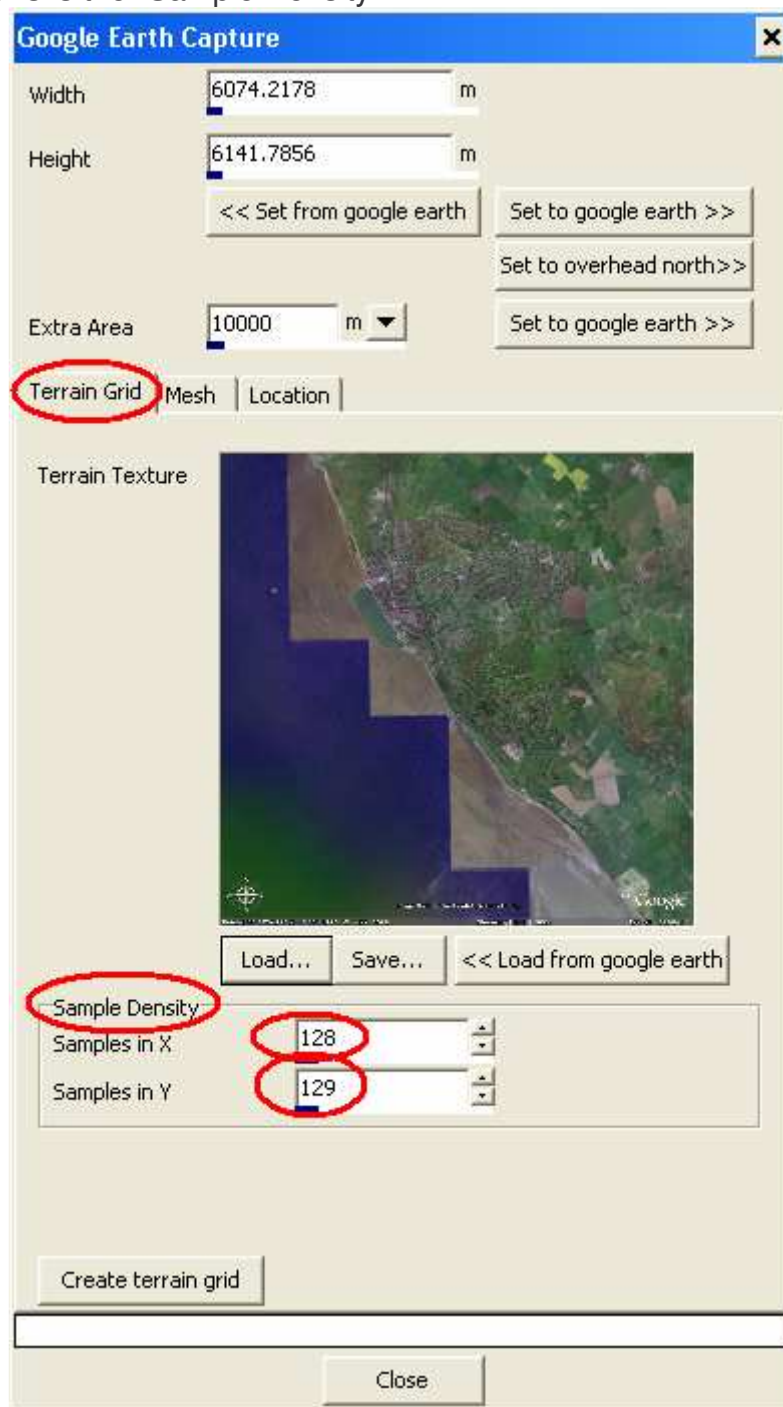 Google Earth Capture
Width 6074.2178 m
Height 6141.7856 m
<< Set from google earth Set to google earth >>
Set to overhead north>>
Extra Area 10000 m Set to google earth >>
Terrain Grid Mesh Location
Terrain Texture
Google
Load... Save... << Load from google earth
Sample Density
Samples in X 128
Samples in Y 129
Create terrain grid
Close